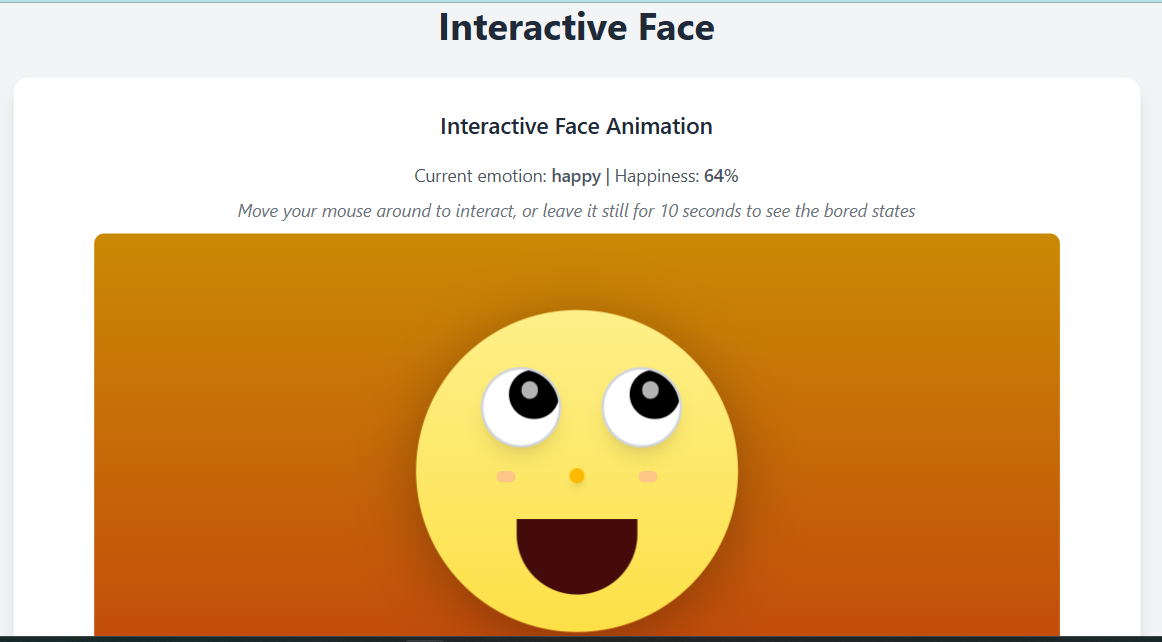 Interactive Face
Interactive Face Animation
Current emotion: happy | Happiness: 64%
Move your mouse around to interact, or leave it still for 10 seconds to see the bored states